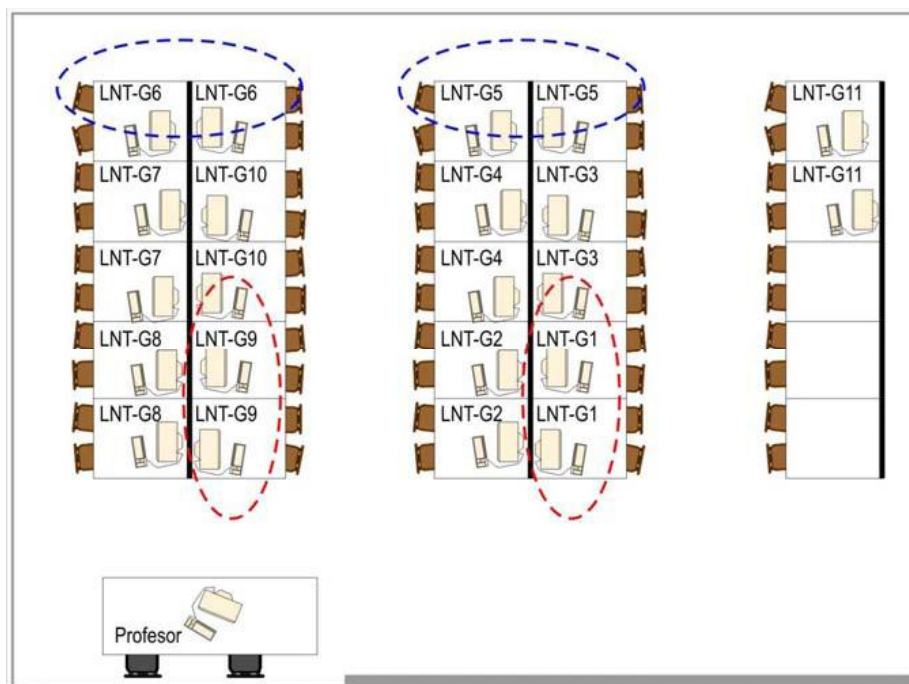 LNT-G6 LNT-G6 LNT-G5 LNT-G5 LNT-G11
LNT-G7 LNT-G10 LNT-G4 LNT-G3 LNT-G11
LNT-G7 LNT-G10 LNT-G4 LNT-G3
LNT-G8 LNT-G9 LNT-G2 LNT-G1
LNT-G8 LNT-G9 LNT-G2 LNT-G1
Profesor